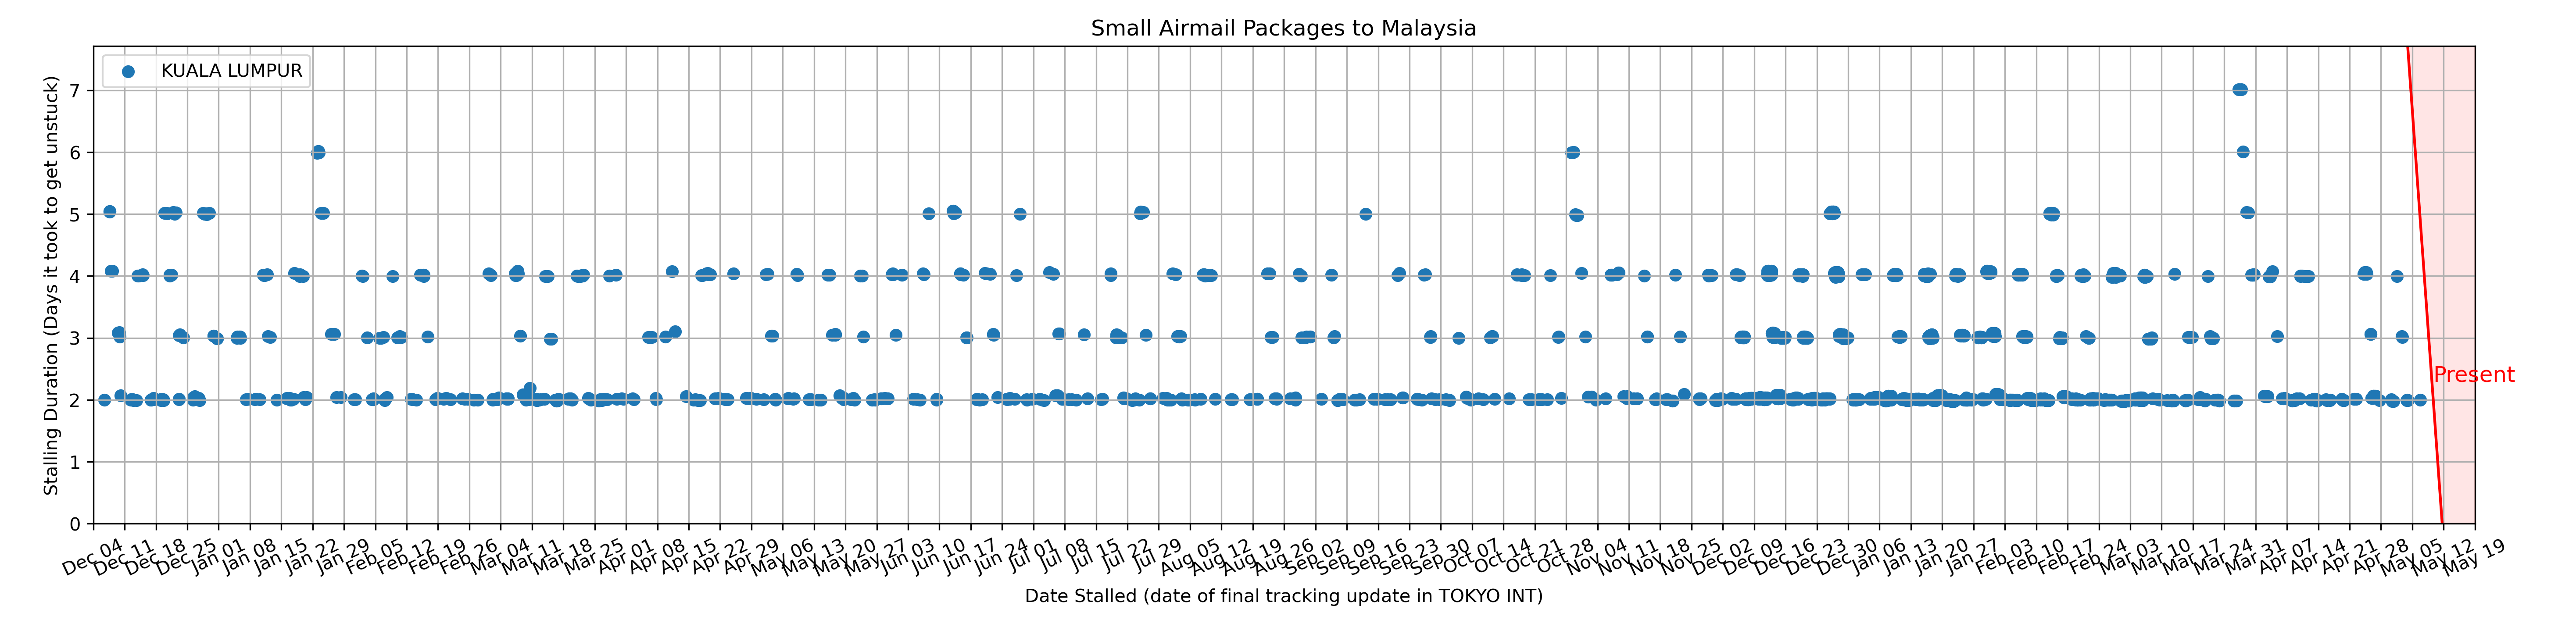 Small Airmail Packages to Malaysia
KUALA LUMPUR
Stalling Duration (Days it took to get unstuck)
7
6
5
4
3
2
1
0
Present
Dec 04
Dec 11
Dec 18
Dec 25
Jan 01
Jan 08
Jan 15
Jan 22
Jan 29
Feb 05
Feb 12
Feb 19
Feb 26
Mar 04
Mar 11
Mar 18
Mar 25
Apr 01
Apr 08
Apr 15
Apr 22
Apr 29
May 06
May 13
May 20
May 27
Jun 03
Jun 10
Jun 17
Jun 24
Jul 01
Jul 08
Jul 15
Jul 22
Jul 29
Aug 05
Aug 12
Aug 19
Aug 26
Sep 02
Sep 09
Sep 16
Sep 23
Sep 30
Oct 07
Oct 14
Oct 21
Oct 28
Nov 04
Nov 11
Nov 18
Nov 25
Dec 02
Dec 09
Dec 16
Dec 23
Dec 30
Jan 06
Jan 13
Jan 20
Jan 27
Feb 03
Feb 10
Feb 17
Feb 24
Mar 03
Mar 10
Mar 17
Mar 24
Mar 31
Apr 07
Apr 14
Apr 21
Apr 28
May 05
May 12
May 19
Date Stalled (date of final tracking update in TOKYO INT)